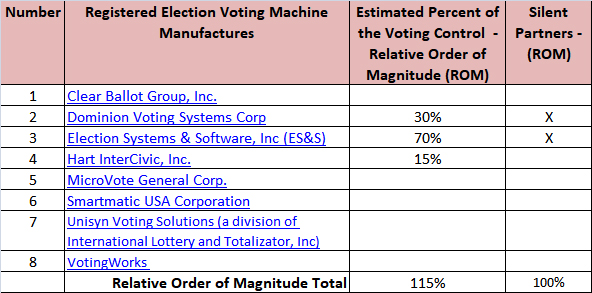 Number Registered Election Voting Machine Manufactures Estimated Percent of the Voting Control - Relative Order of Magnitude (ROM) Silent Partners - (ROM)
1 Clear Ballot Group, Inc.
2 Dominion Voting Systems Corp 30% X
3 Election Systems & Software, Inc (ES&S) 70% X
4 Hart InterCivic, Inc. 15%
5 MicroVote General Corp.
6 Smartmatic USA Corporation
7 Unisyn Voting Solutions (a division of
International Lottery and Totalizator, Inc)
8 VotingWorks
Relative Order of Magnitude Total 115% 100%